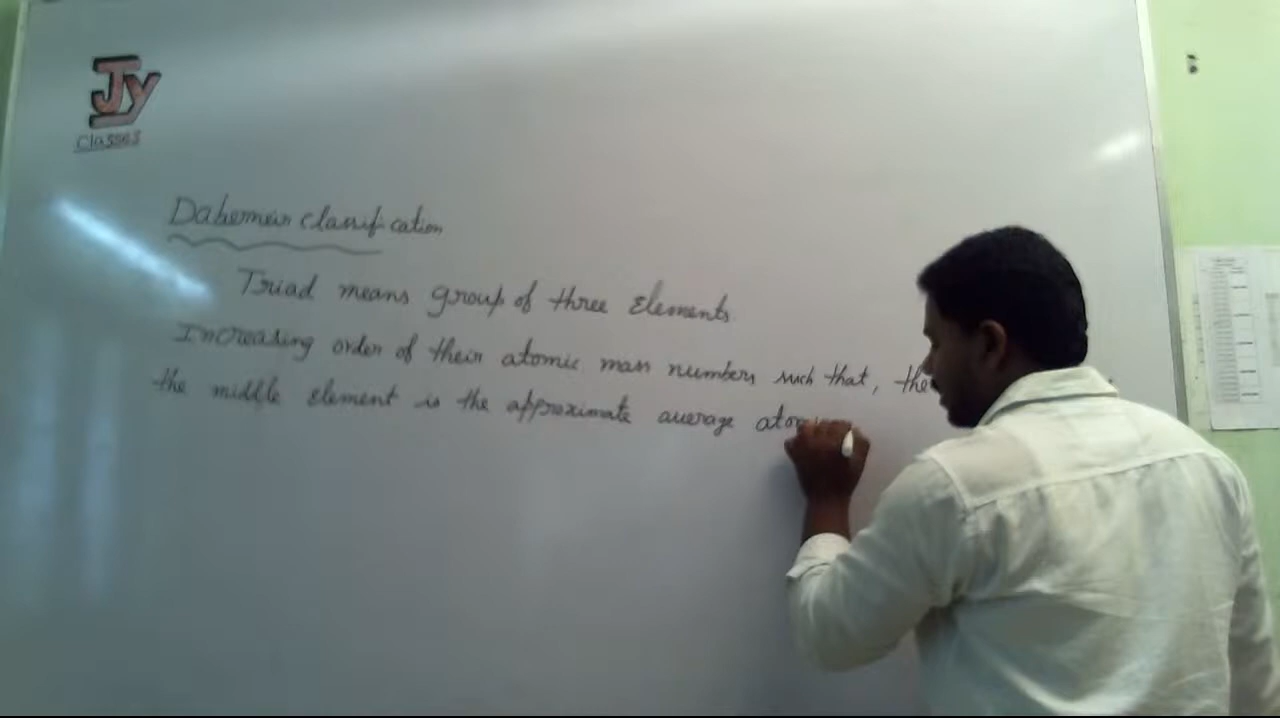 Jy
Classes
Dabemeir classification
Triad means group of three Elements
Increasing order of their atomic mass numbers such that, the
the middle element is the approximate average atom